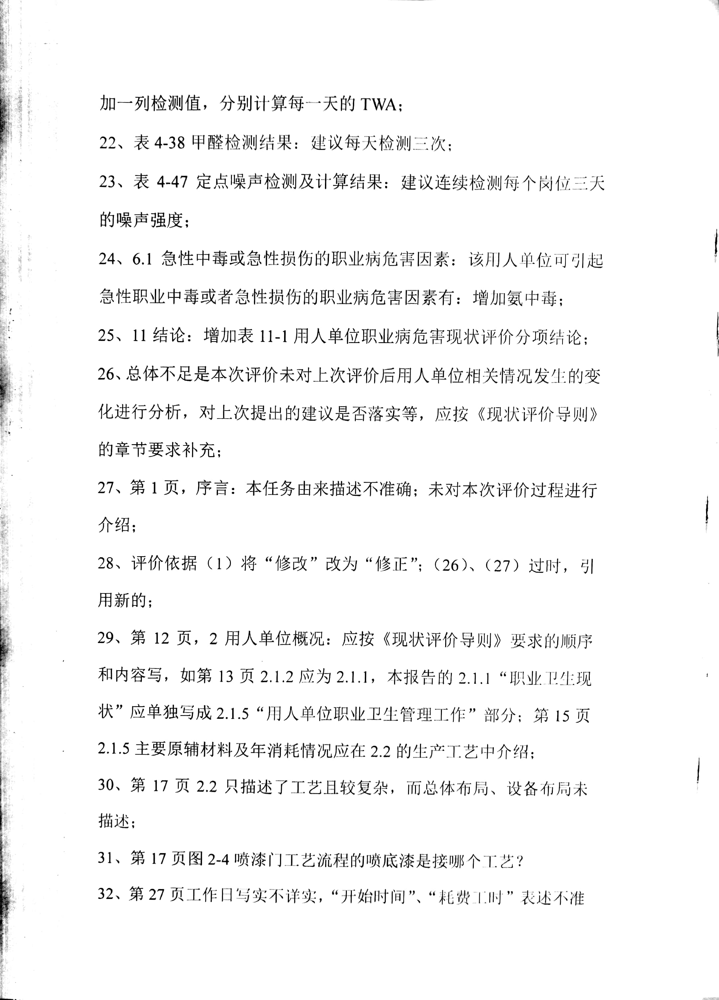 加一列检测值，分别计算每一天的 TWA；
22、表 4-38 甲醛检测结果：建议每天检测三次；
23、表 4-47 定点噪声检测及计算结果：建议连续检测每个岗位三天
的噪声强度；
24、6.1 急性中毒或急性损伤的职业病危害因素：该用人单位可引起
急性职业中毒或者急性损伤的职业病危害因素有：增加氨中毒；
25、11 结论：增加表 11-1 用人单位职业病危害现状评价分项结论；
26、总体不足是本次评价未对上次评价后用人单位相关情况发生的变
化进行分析，对上次提出的建议是否落实等，应按《现状评价导则》
的章节要求补充；
27、第 1 页，序言：本任务由来描述不准确；未对本次评价过程进行
介绍；
28、评价依据（1）将“修改”改为“修正”；（26）、（27）过时，引
用新的；
29、第 12 页，2 用人单位概况：应按《现状评价导则》要求的顺序
和内容写，如第 13 页 2.1.2 应为 2.1.1，本报告的 2.1.1“职业卫生现
状”应单独写成 2.1.5“用人单位职业卫生管理工作”部分；第 15 页
2.1.5 主要原辅材料及年消耗情况应在 2.2 的生产工艺中介绍；
30、第 17 页 2.2 只描述了工艺且较复杂，而总体布局、设备布局未
描述；
31、第 17 页图 2-4 喷漆门工艺流程的喷底漆是接哪个工艺？
32、第 27 页工作日写实不详实，“开始时间”、“耗费工时”表述不准